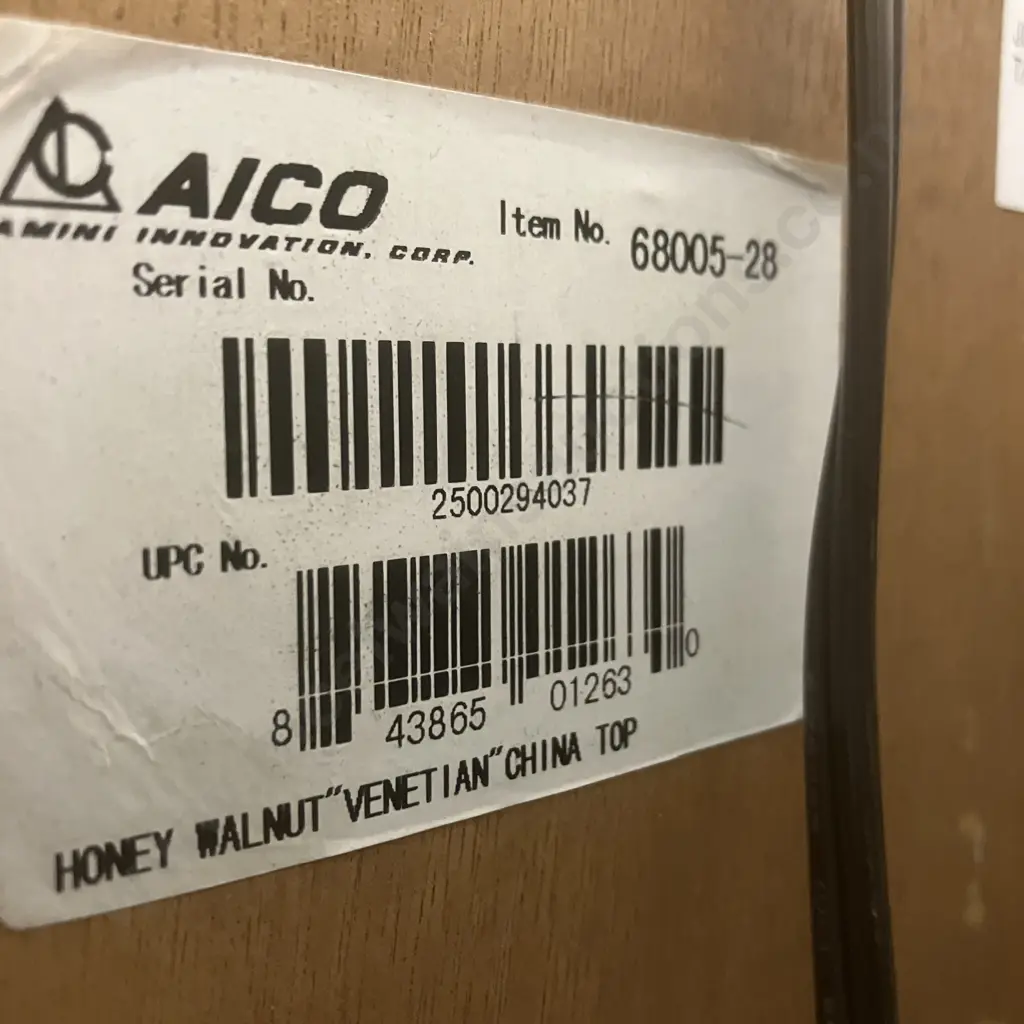 AICO
AMINI INNOVATION, CORP.
Item No. 68005-28
Serial No.
2500294037
UPC No.
8 43865 01263 0
HONEY WALNUT"VENETIAN"CHINA TOP